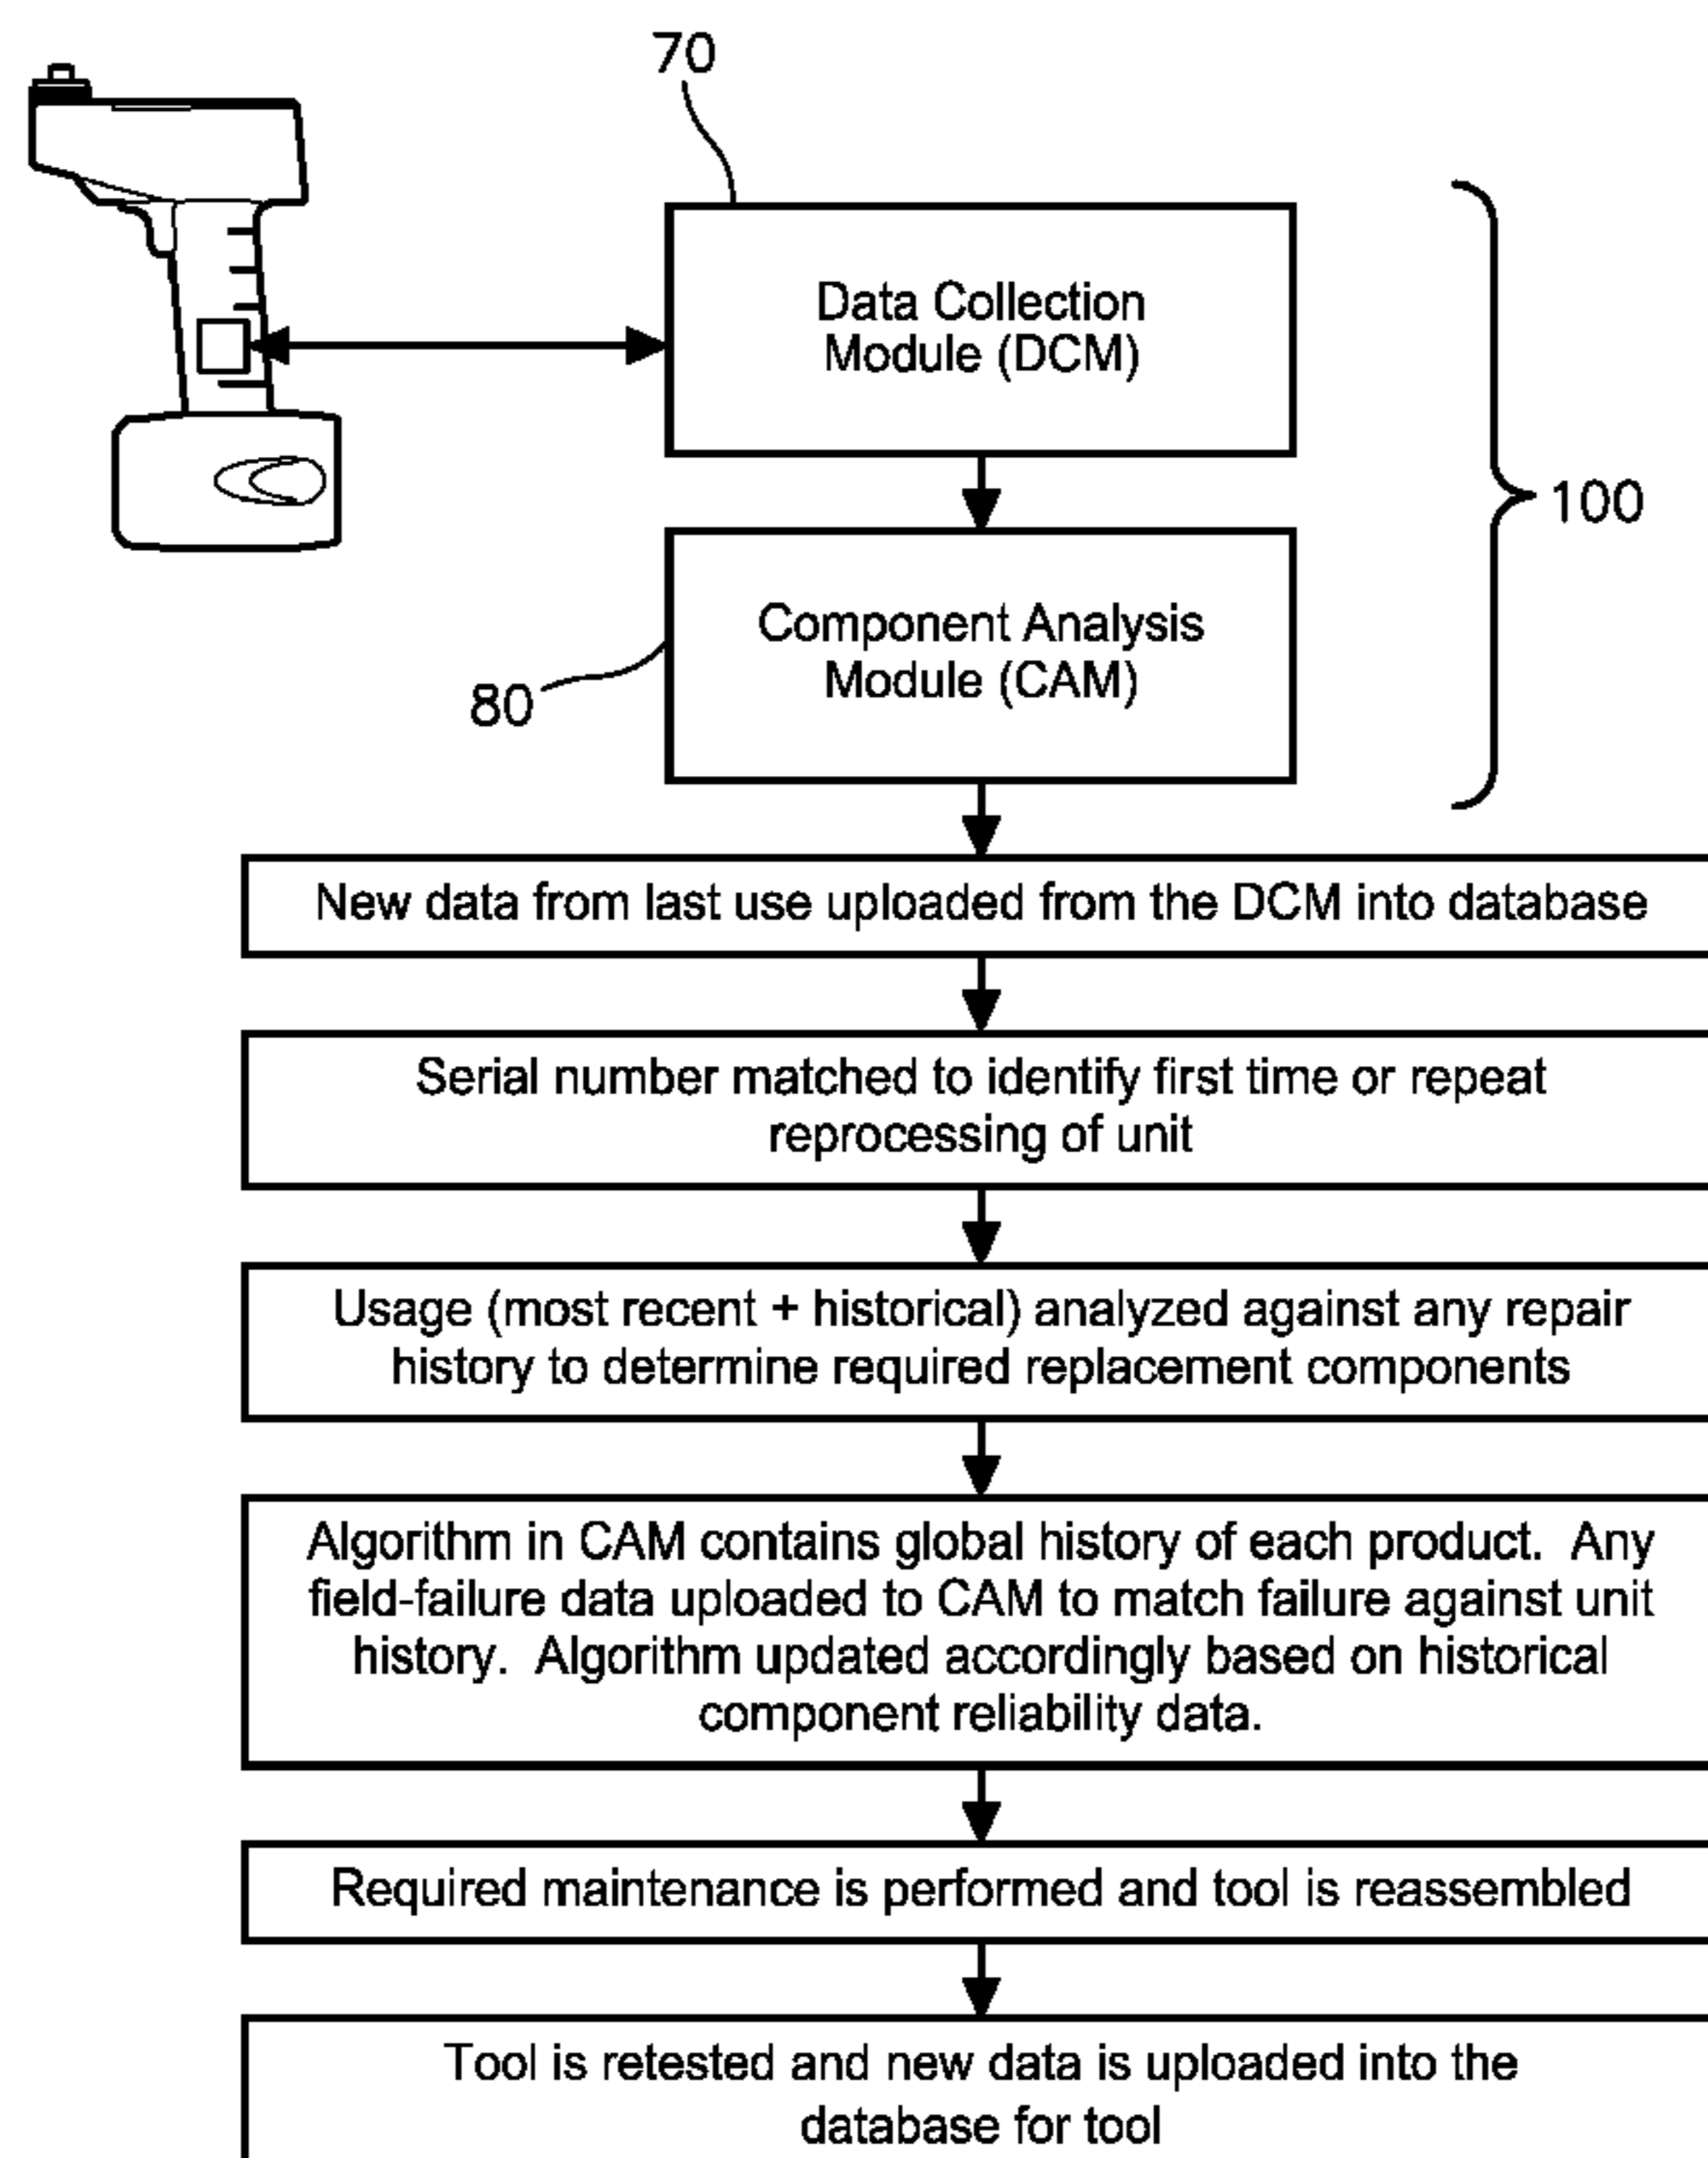 70
Data Collection
Module (DCM)
100
Component Analysis
Module (CAM)
80
New data from last use uploaded from the DCM into database
Serial number matched to identify first time or repeat
reprocessing of unit
Usage (most recent + historical) analyzed against any repair
history to determine required replacement components
Algorithm in CAM contains global history of each product.  Any
field-failure data uploaded to CAM to match failure against unit
history.  Algorithm updated accordingly based on historical
component reliability data.
Required maintenance is performed and tool is reassembled
Tool is retested and new data is uploaded into the
database for tool